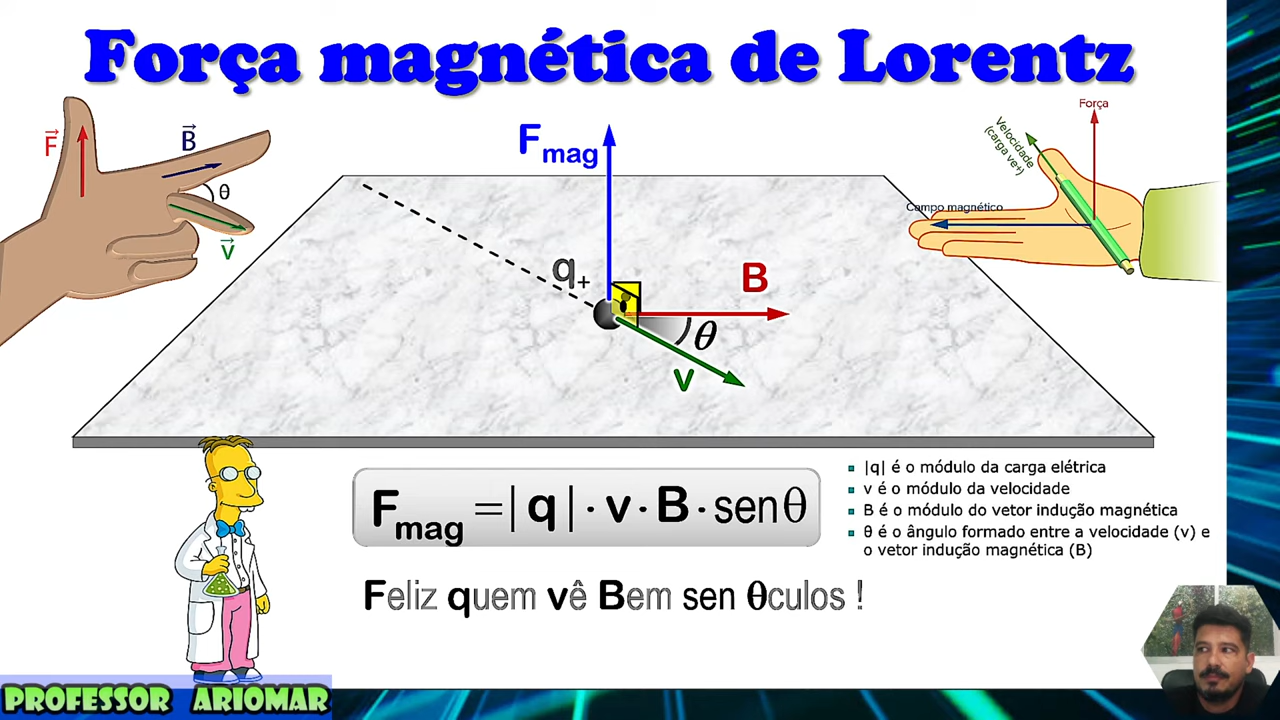 Força magnética de Lorentz
F
B
θ
v
F mag
q+
B
θ
v
Força
Velocidade
(carga ve+)
Campo magnético
F mag = |q| · v · B · senθ
|q| é o módulo da carga elétrica
v é o módulo da velocidade
B é o módulo do vetor indução magnética
θ é o ângulo formado entre a velocidade (v) e
o vetor indução magnética (B)
Feliz quem vê Bem sen θculos !
PROFESSOR ARIOMAR